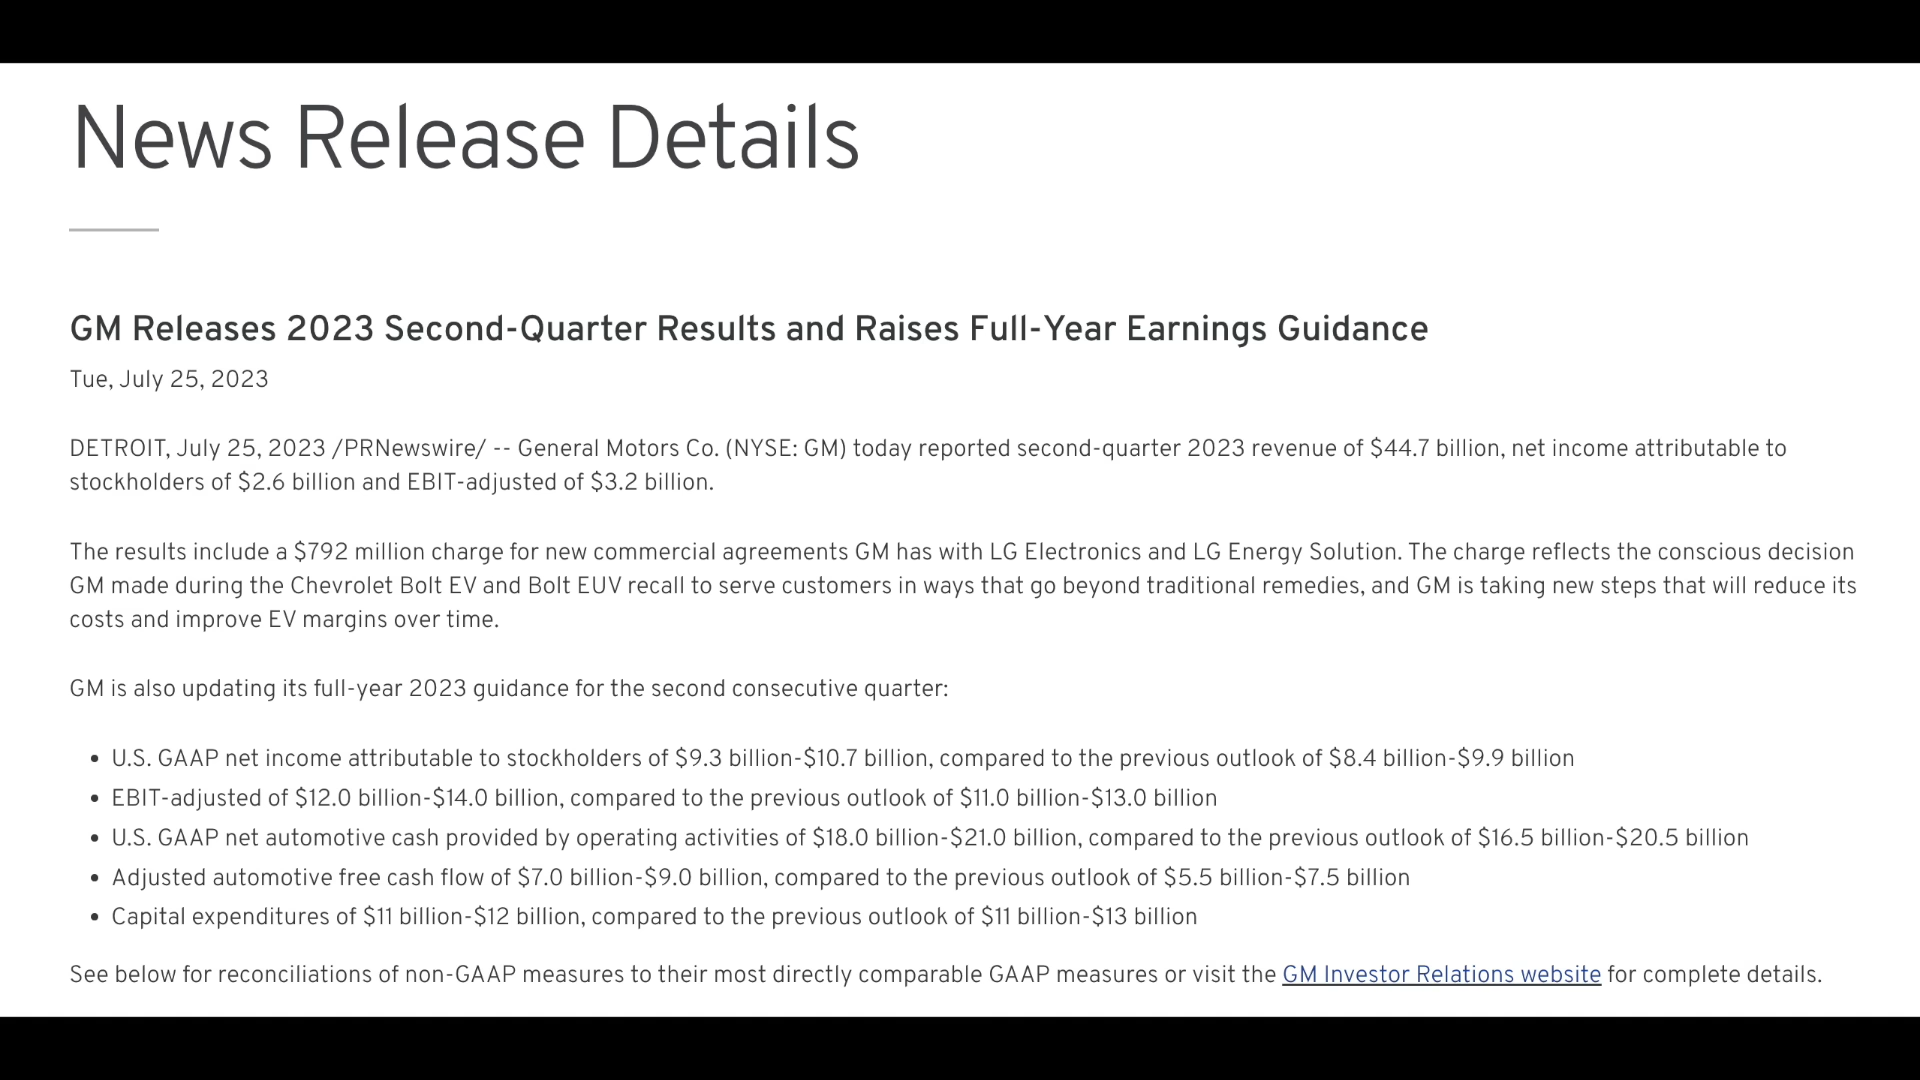 News Release Details
GM Releases 2023 Second-Quarter Results and Raises Full-Year Earnings Guidance
Tue, July 25, 2023
DETROIT, July 25, 2023 /PRNewswire/ -- General Motors Co. (NYSE: GM) today reported second-quarter 2023 revenue of $44.7 billion, net income attributable to
stockholders of $2.6 billion and EBIT-adjusted of $3.2 billion.
The results include a $792 million charge for new commercial agreements GM has with LG Electronics and LG Energy Solution. The charge reflects the conscious decision
GM made during the Chevrolet Bolt EV and Bolt EUV recall to serve customers in ways that go beyond traditional remedies, and GM is taking new steps that will reduce its
costs and improve EV margins over time.
GM is also updating its full-year 2023 guidance for the second consecutive quarter:
• U.S. GAAP net income attributable to stockholders of $9.3 billion-$10.7 billion, compared to the previous outlook of $8.4 billion-$9.9 billion
• EBIT-adjusted of $12.0 billion-$14.0 billion, compared to the previous outlook of $11.0 billion-$13.0 billion
• U.S. GAAP net automotive cash provided by operating activities of $18.0 billion-$21.0 billion, compared to the previous outlook of $16.5 billion-$20.5 billion
• Adjusted automotive free cash flow of $7.0 billion-$9.0 billion, compared to the previous outlook of $5.5 billion-$7.5 billion
• Capital expenditures of $11 billion-$12 billion, compared to the previous outlook of $11 billion-$13 billion
See below for reconciliations of non-GAAP measures to their most directly comparable GAAP measures or visit the GM Investor Relations website for complete details.